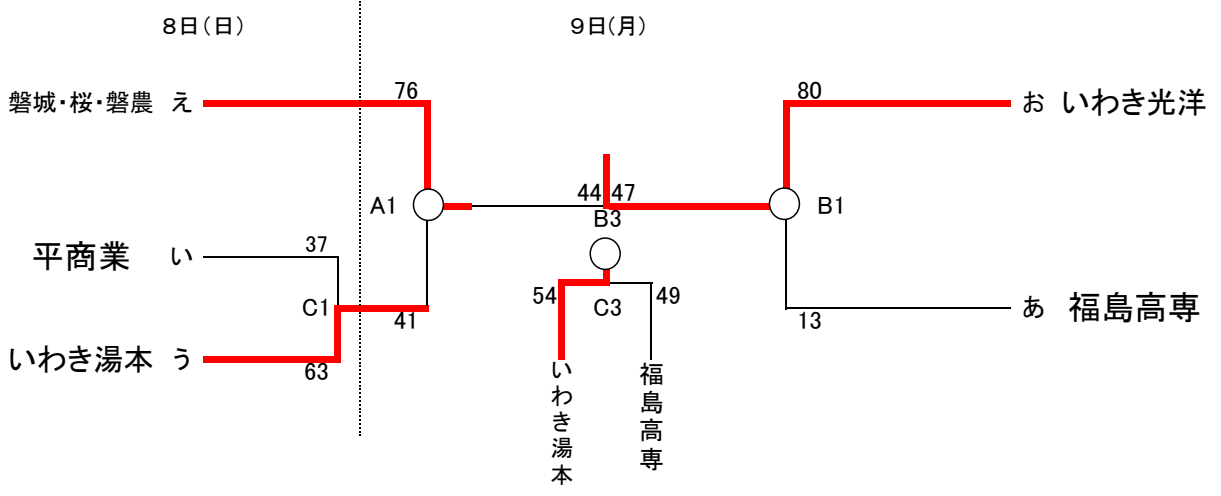 8日(日)
9日(月)
磐城・桜・磐農 え
76
80
お いわき光洋
A1
44
47
B1
B3
平商業 い
37
54
49
C1
C3
41
13
あ 福島高専
いわき湯本 う
63
いわき湯本
福島高専